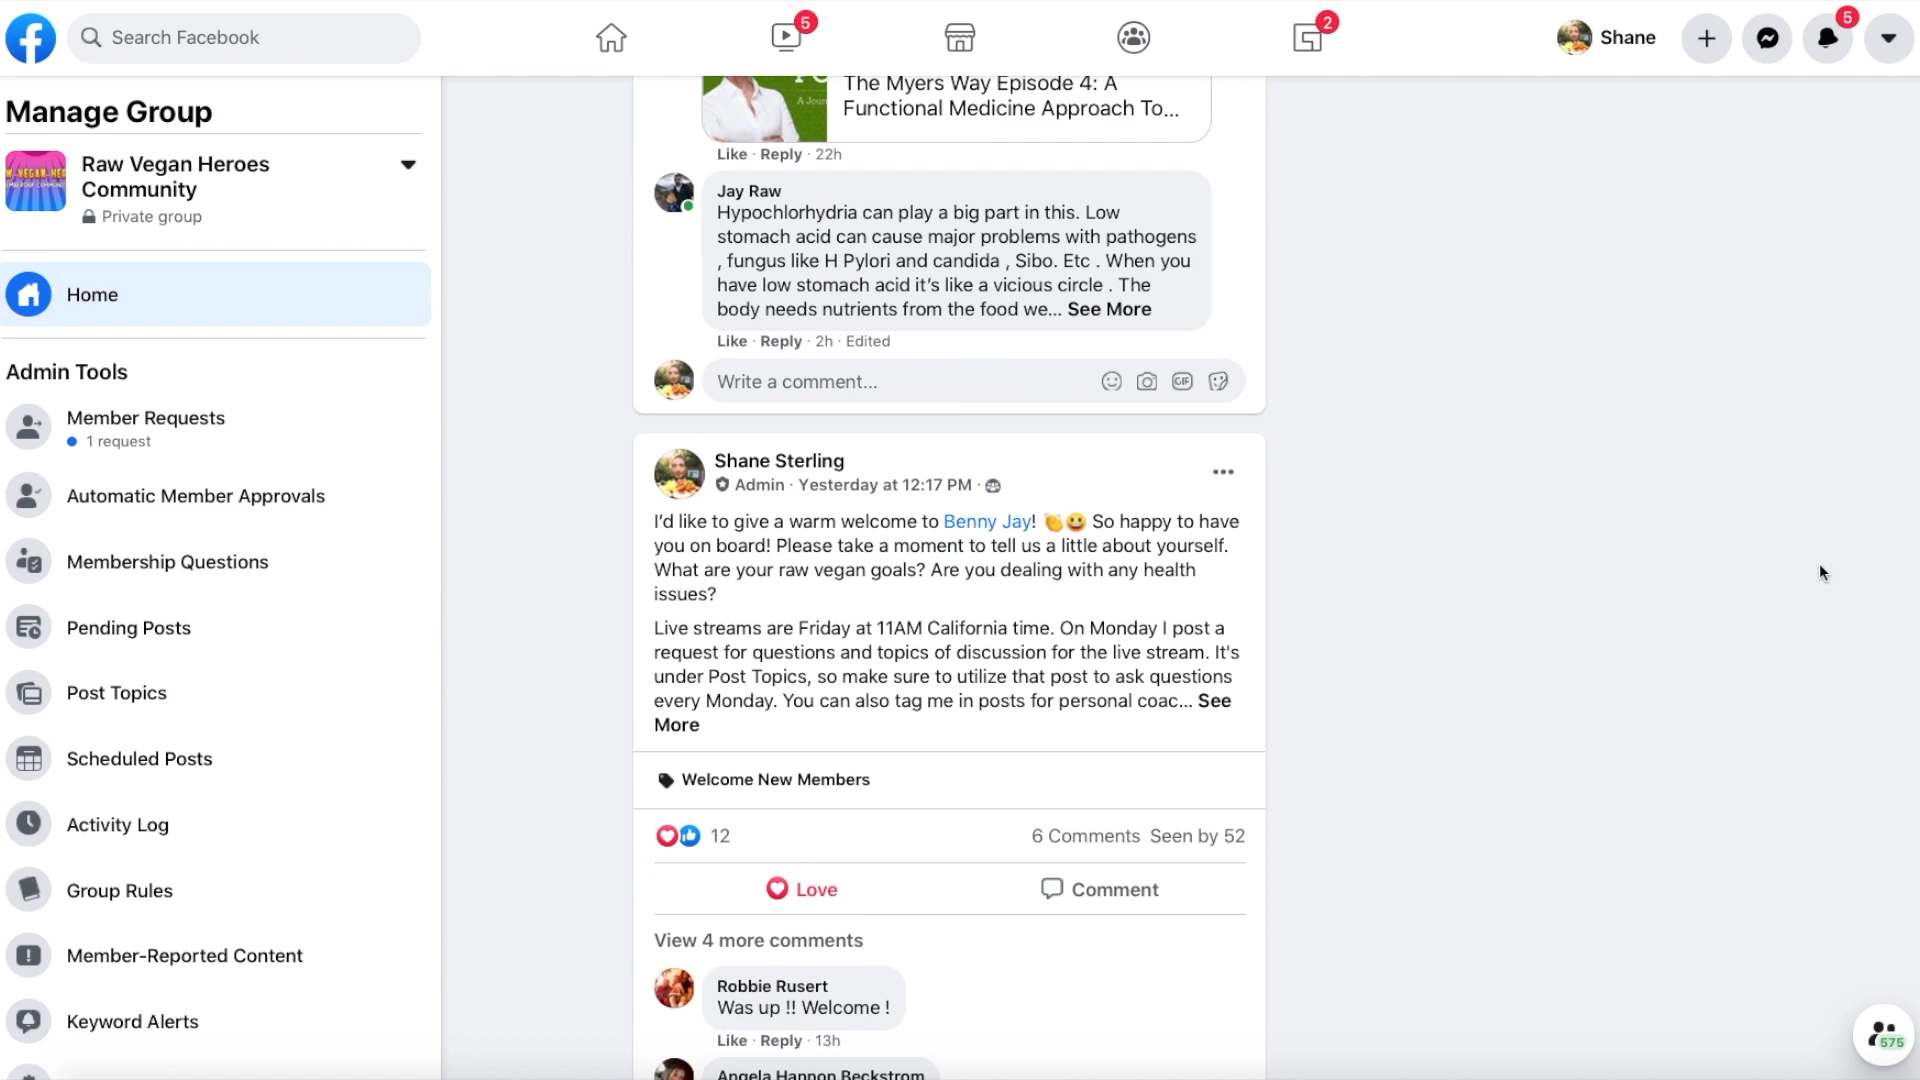 Search Facebook
5
2
Shane
5
Manage Group
Raw Vegan Heroes
Community
Private group
Home
Admin Tools
Member Requests
1 request
Automatic Member Approvals
Membership Questions
Pending Posts
Post Topics
Scheduled Posts
Activity Log
Group Rules
Member-Reported Content
Keyword Alerts
The Myers Way Episode 4: A
Functional Medicine Approach To...
Like · Reply · 22h
Jay Raw
Hypochlorhydria can play a big part in this. Low
stomach acid can cause major problems with pathogens
, fungus like H Pylori and candida , Sibo. Etc . When you
have low stomach acid it’s like a vicious circle . The
body needs nutrients from the food we... See More
Like · Reply · 2h · Edited
Write a comment...
GIF
Shane Sterling
Admin · Yesterday at 12:17 PM ·
I’d like to give a warm welcome to Benny Jay! 👏😀 So happy to have
you on board! Please take a moment to tell us a little about yourself.
What are your raw vegan goals? Are you dealing with any health
issues?
Live streams are Friday at 11AM California time. On Monday I post a
request for questions and topics of discussion for the live stream. It's
under Post Topics, so make sure to utilize that post to ask questions
every Monday. You can also tag me in posts for personal coac... See
More
Welcome New Members
12
6 Comments Seen by 52
Love
Comment
View 4 more comments
Robbie Rusert
Was up !! Welcome !
Like · Reply · 13h
Angela Hannon Beckstrom
575